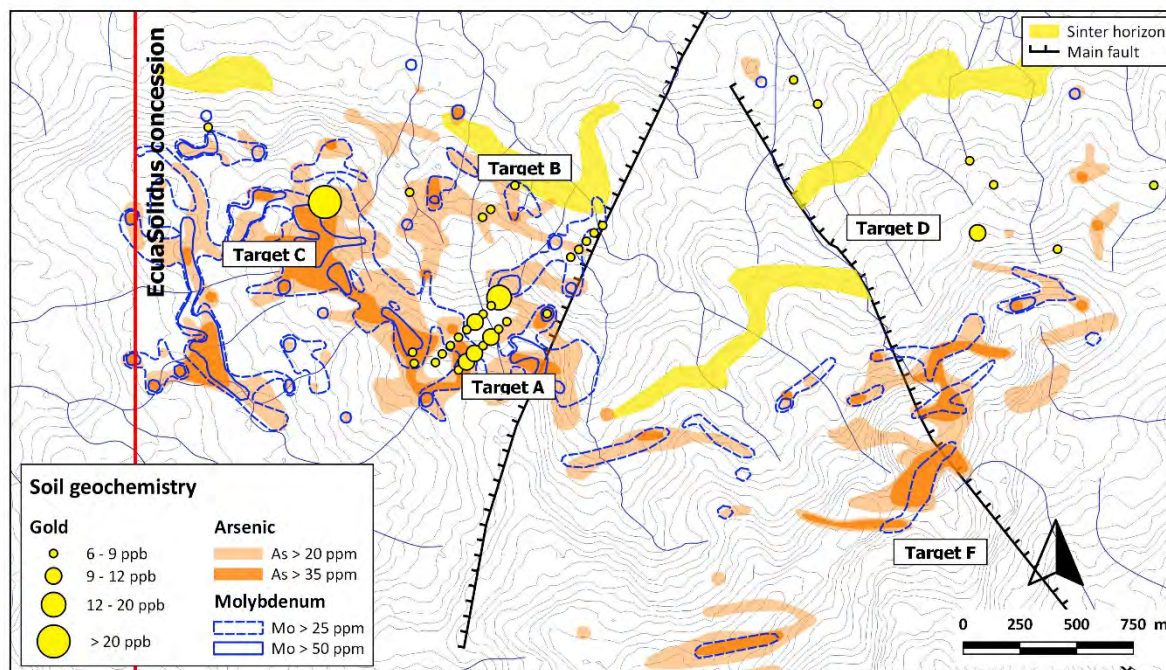 Sinter horizon
Main fault
EcuaSolidus concession
Target B
Target D
Target C
Target A
Target F
Soil geochemistry
Gold
6 - 9 ppb
9 - 12 ppb
12 - 20 ppb
> 20 ppb
Arsenic
As > 20 ppm
As > 35 ppm
Molybdenum
Mo > 25 ppm
Mo > 50 ppm
0 250 500 750 m